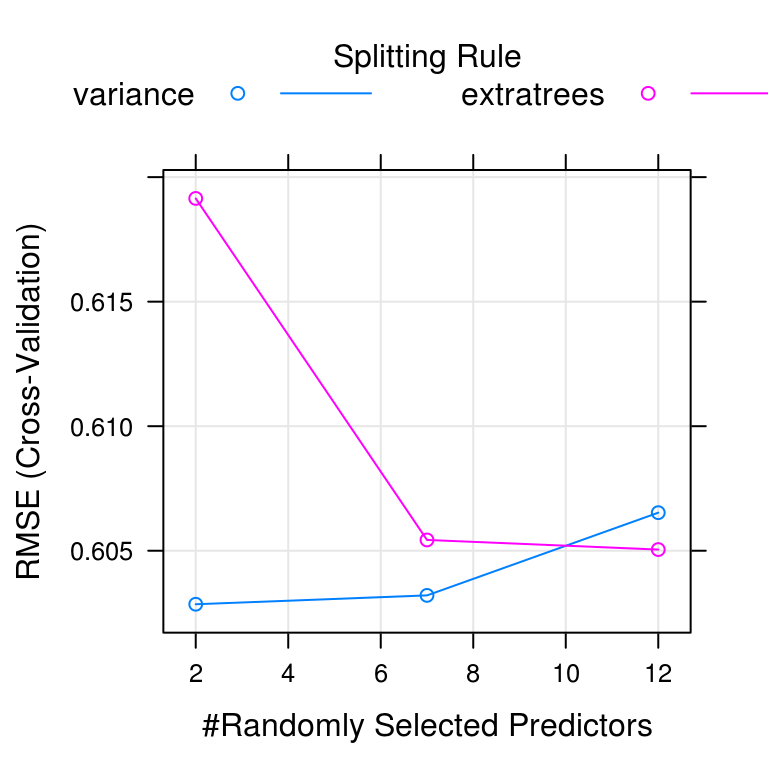 Splitting Rule
variance extratrees
RMSE (Cross-Validation)
0.615
0.610
0.605
2 4 6 8 10 12
#Randomly Selected Predictors